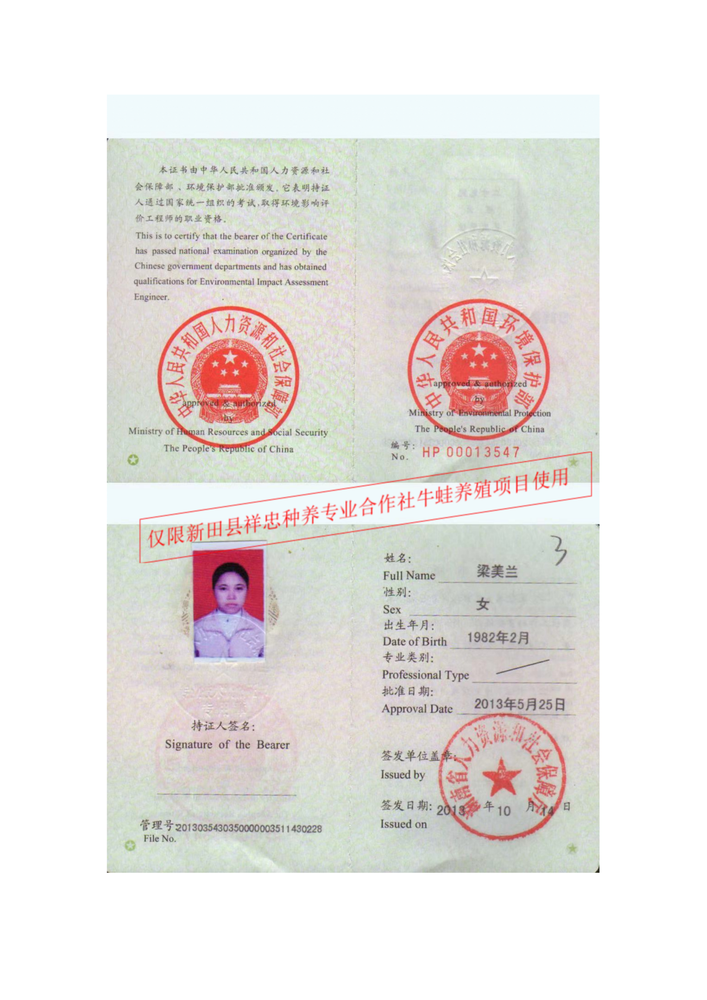 本证书由中华人民共和国人力资源和社
会保障部、环境保护部批准颁发。它表明持证
人通过国家统一组织的考试,取得环境影响评
价工程师的职业资格。
This is to certify that the bearer of the Certificate
has passed national examination organized by the
Chinese government departments and has obtained
qualifications for Environmental Impact Assessment
Engineer.
中华人民共和国人力资源和社会保障部
approved & authorized
by
Ministry of Human Resources and Social Security
The People's Republic of China
中华人民共和国环境保护部
approved & authorized
by
Ministry of Environmental Protection
The People's Republic of China
编号:
No. HP 00013547
仅限新田县祥忠种养专业合作社牛蛙养殖项目使用
持证人签名:
Signature of the Bearer
管理号:2013035430350000003511430228
File No.
3
姓名:
Full Name 梁美兰
性别:
Sex 女
出生年月:
Date of Birth 1982年2月
专业类别:
Professional Type
批准日期:
Approval Date 2013年5月25日
签发单位盖章:
Issued by
湖南省人力资源和社会保障厅
签发日期: 2013 年 10 月 14 日
Issued on